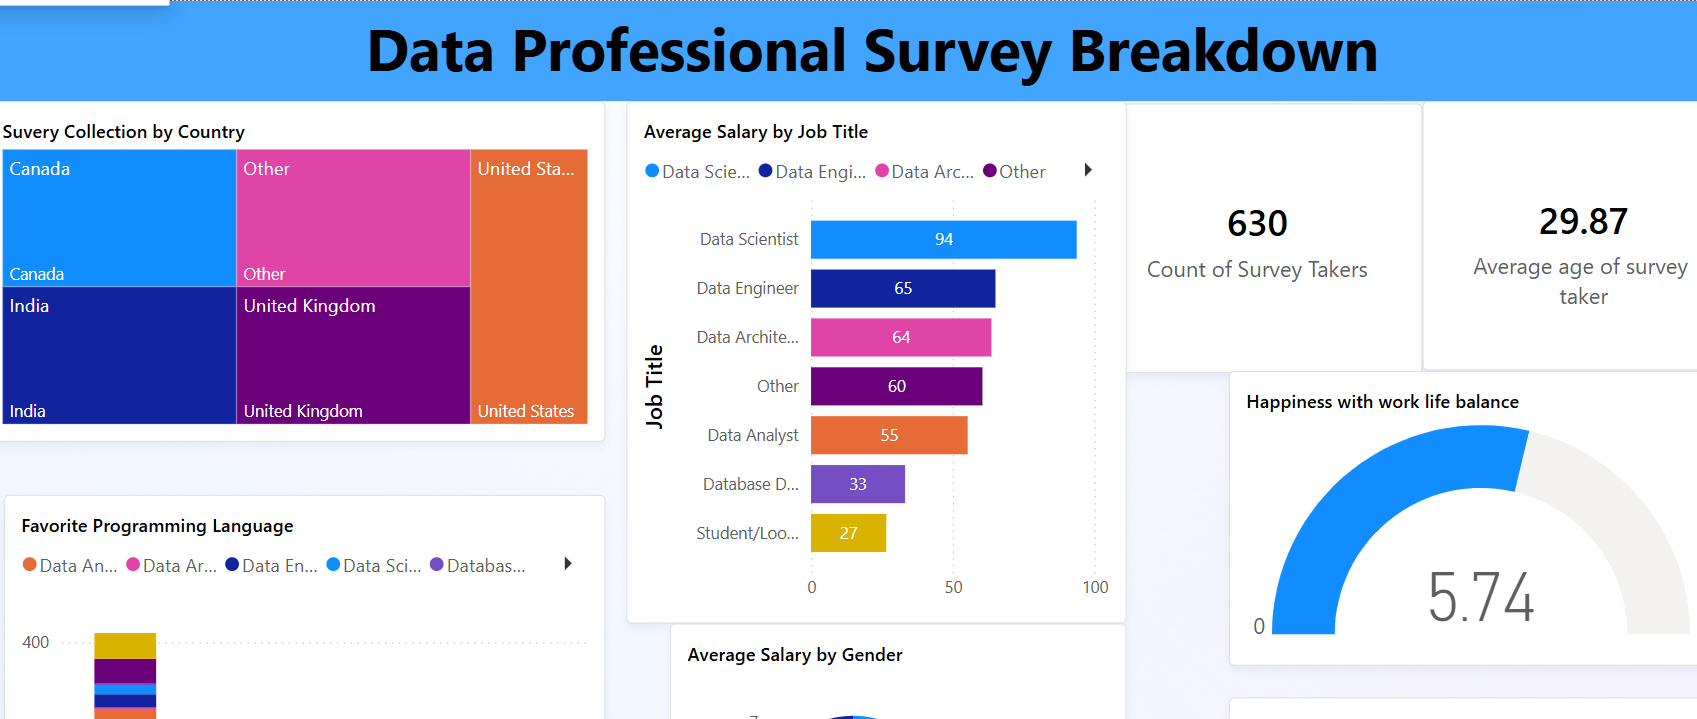 Data Professional Survey Breakdown
Suvery Collection by Country
Canada
Canada
Other
Other
United Sta...
United States
India
India
United Kingdom
United Kingdom
Average Salary by Job Title
Data Scie... Data Engi... Data Arc... Other
Job Title
Data Scientist 94
Data Engineer 65
Data Archite... 64
Other 60
Data Analyst 55
Database D... 33
Student/Loo... 27
0 50 100
630
Count of Survey Takers
29.87
Average age of survey
taker
Happiness with work life balance
0
5.74
Favorite Programming Language
Data An... Data Ar... Data En... Data Sci... Databas...
400
Average Salary by Gender